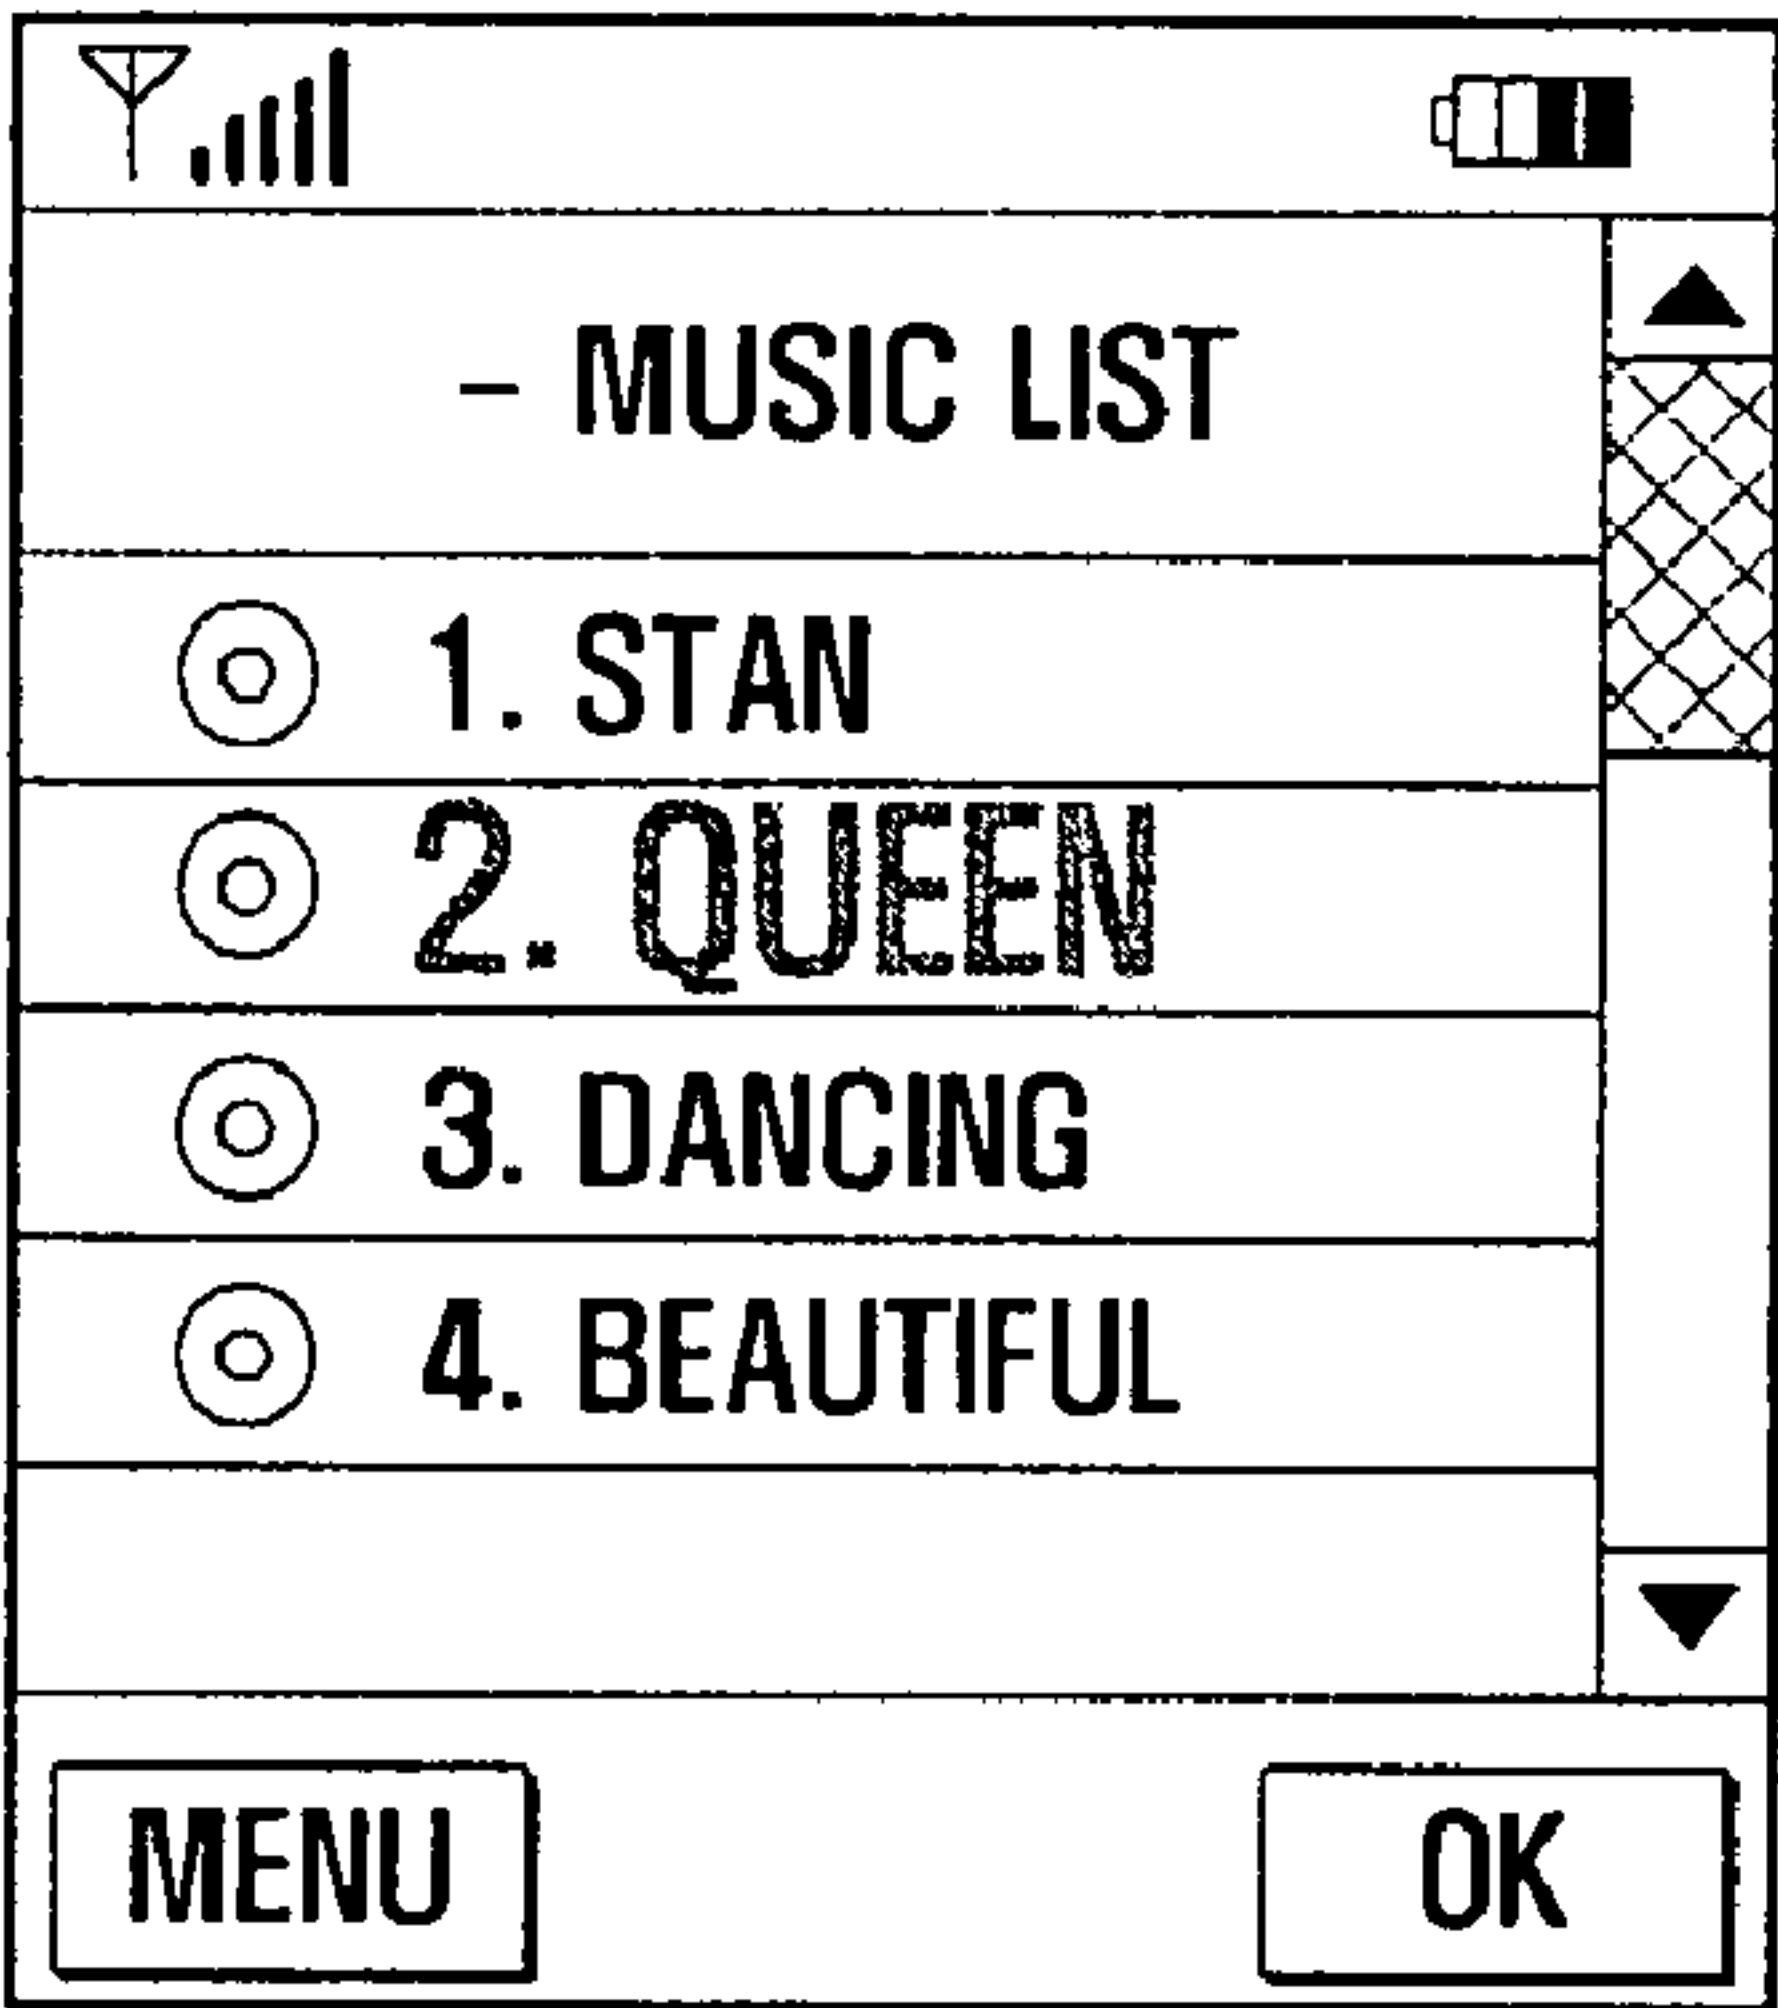 – MUSIC LIST
1. STAN
2. QUEEN
3. DANCING
4. BEAUTIFUL
MENU
OK